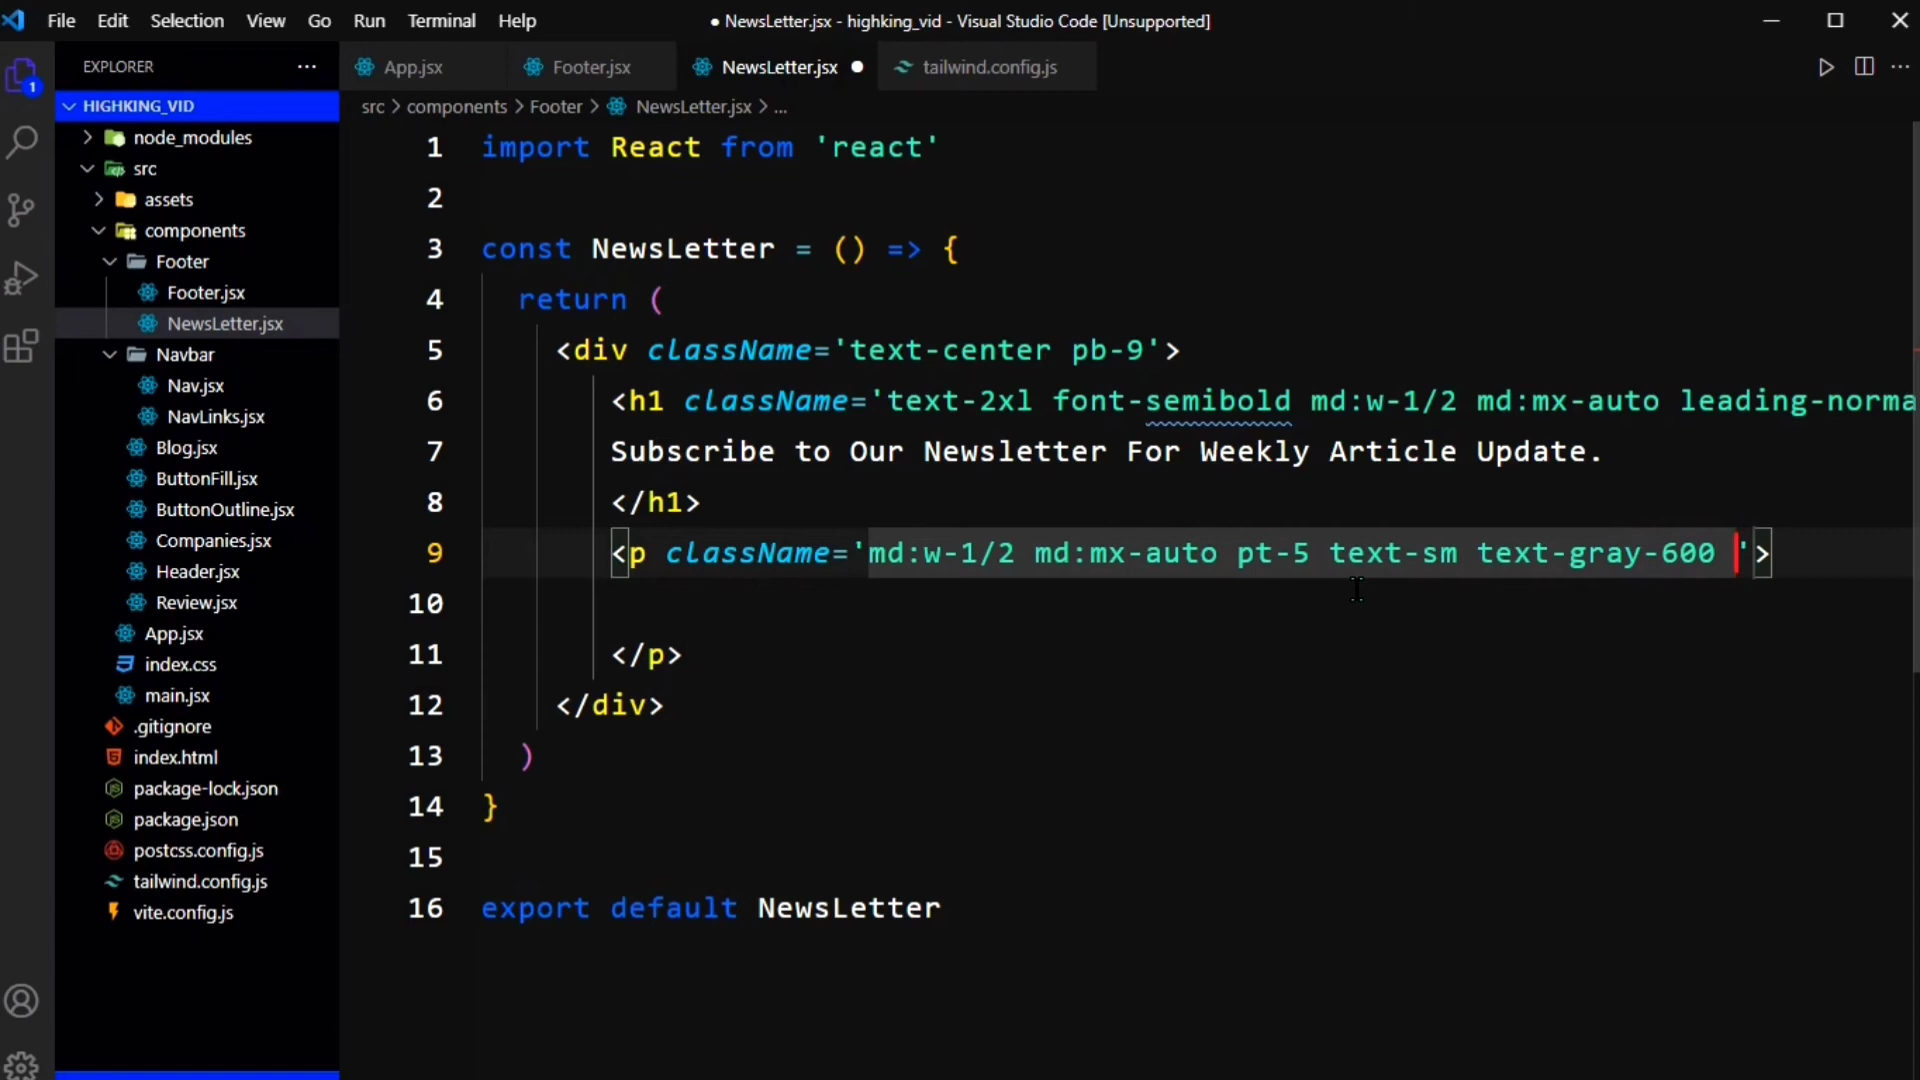 File Edit Selection View Go Run Terminal Help
● NewsLetter.jsx - highking_vid - Visual Studio Code [Unsupported]
EXPLORER ...
App.jsx Footer.jsx NewsLetter.jsx ● tailwind.config.js
1
HIGHKING_VID
node_modules
src
assets
components
Footer
Footer.jsx
NewsLetter.jsx
Navbar
Nav.jsx
NavLinks.jsx
Blog.jsx
ButtonFill.jsx
ButtonOutline.jsx
Companies.jsx
Header.jsx
Review.jsx
App.jsx
index.css
main.jsx
.gitignore
index.html
package-lock.json
package.json
postcss.config.js
tailwind.config.js
vite.config.js
src > components > Footer > NewsLetter.jsx > ...
1 import React from 'react'
2
3 const NewsLetter = () => {
4 return (
5 <div className='text-center pb-9'>
6 <h1 className='text-2xl font-semibold md:w-1/2 md:mx-auto leading-norma
7 Subscribe to Our Newsletter For Weekly Article Update.
8 </h1>
9 <p className='md:w-1/2 md:mx-auto pt-5 text-sm text-gray-600 '>
10
11 </p>
12 </div>
13 )
14 }
15
16 export default NewsLetter